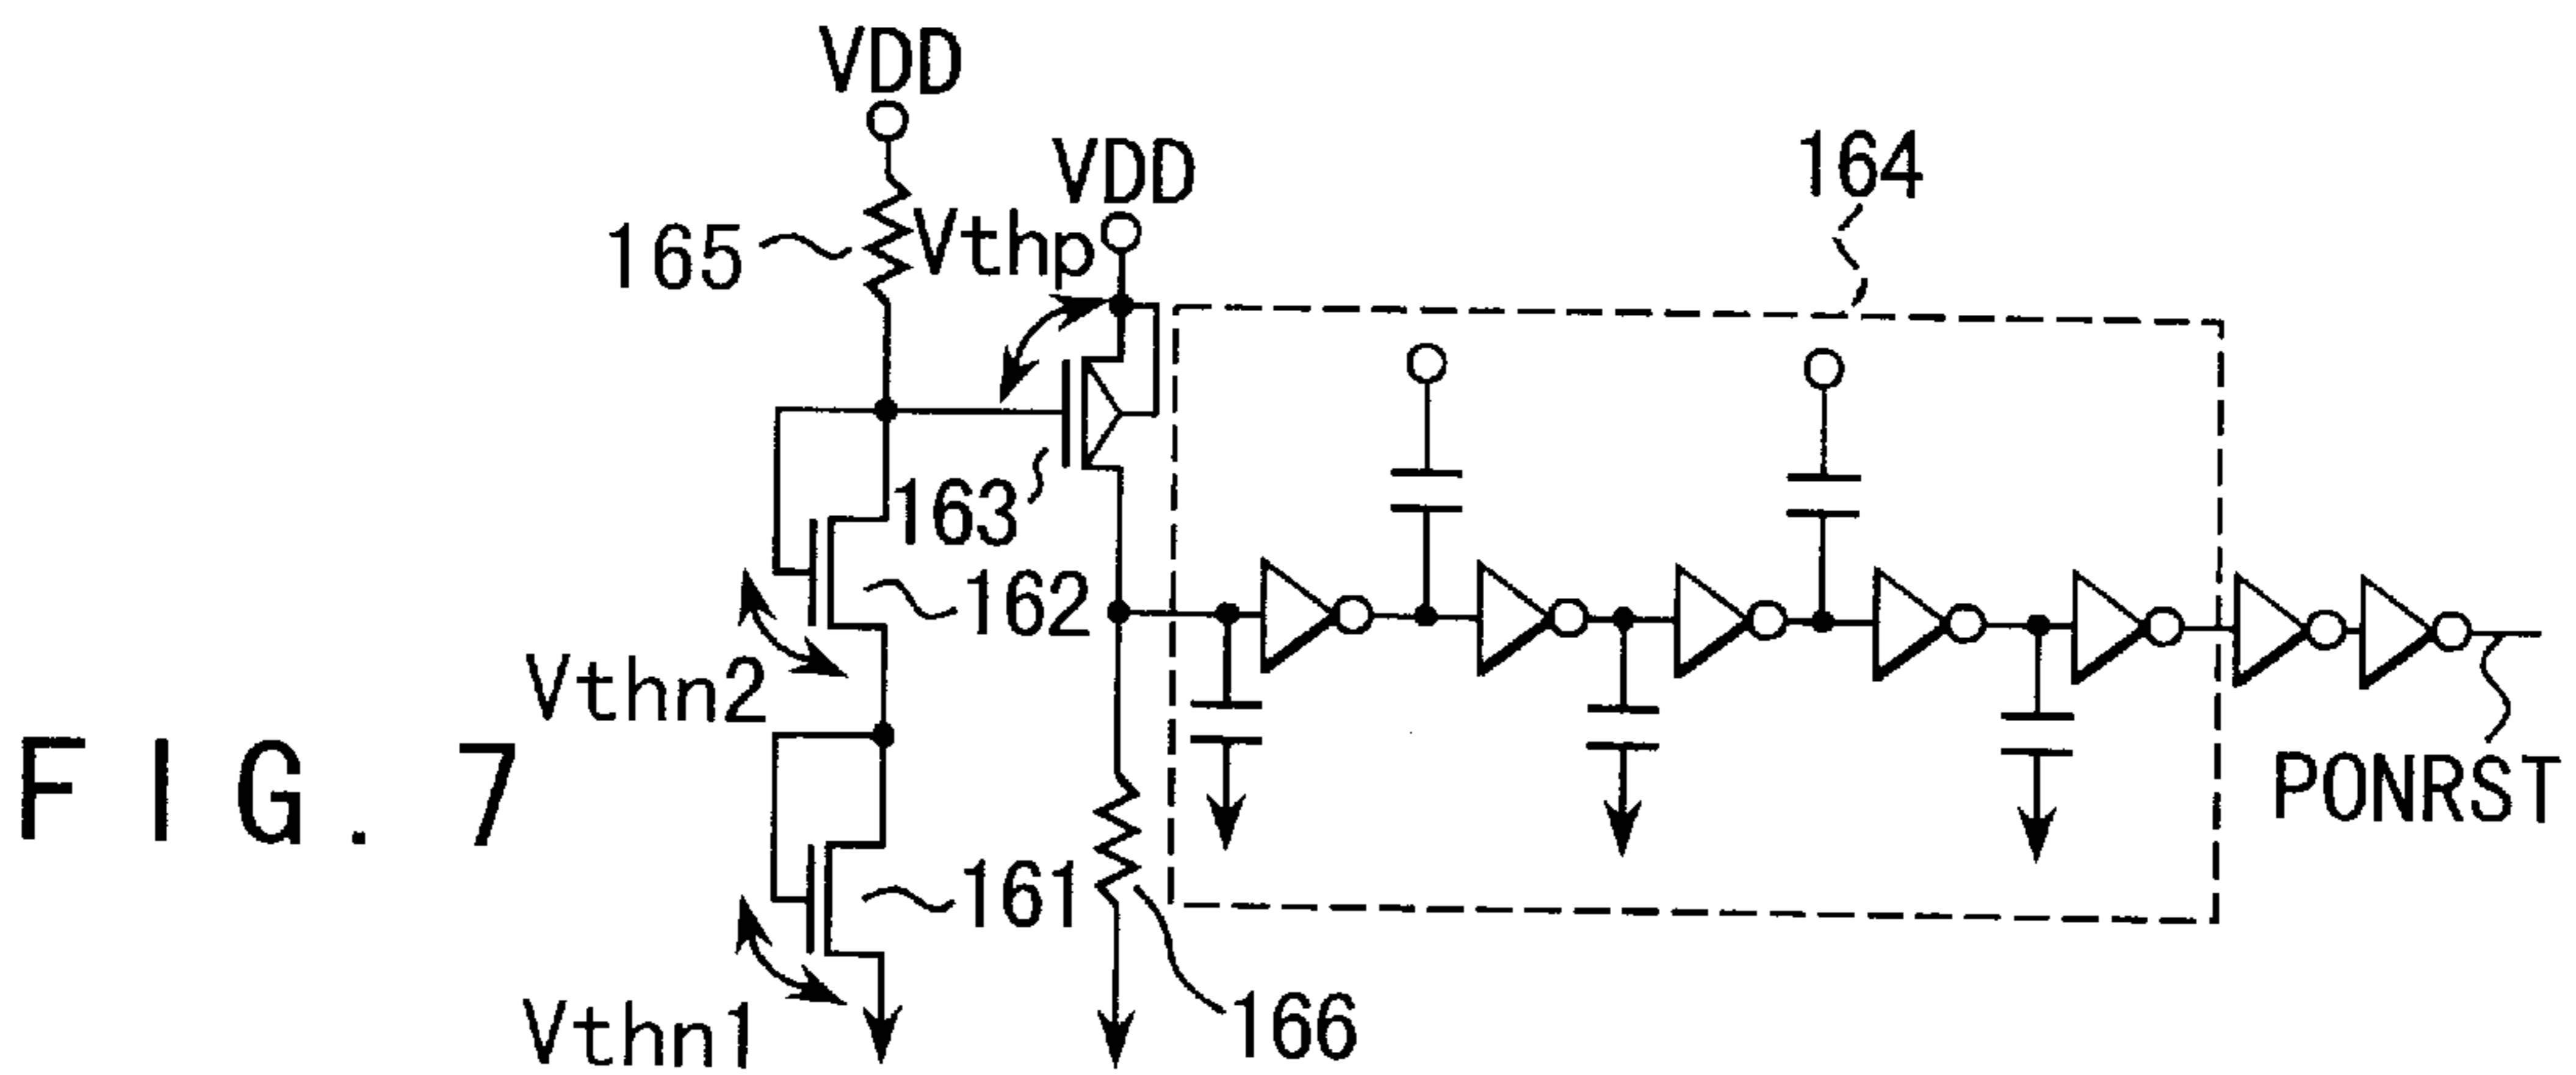 VDD
VDD
164
165
Vthp
163
162
Vthn2
FIG. 7
PONRST
161
Vthn1
166